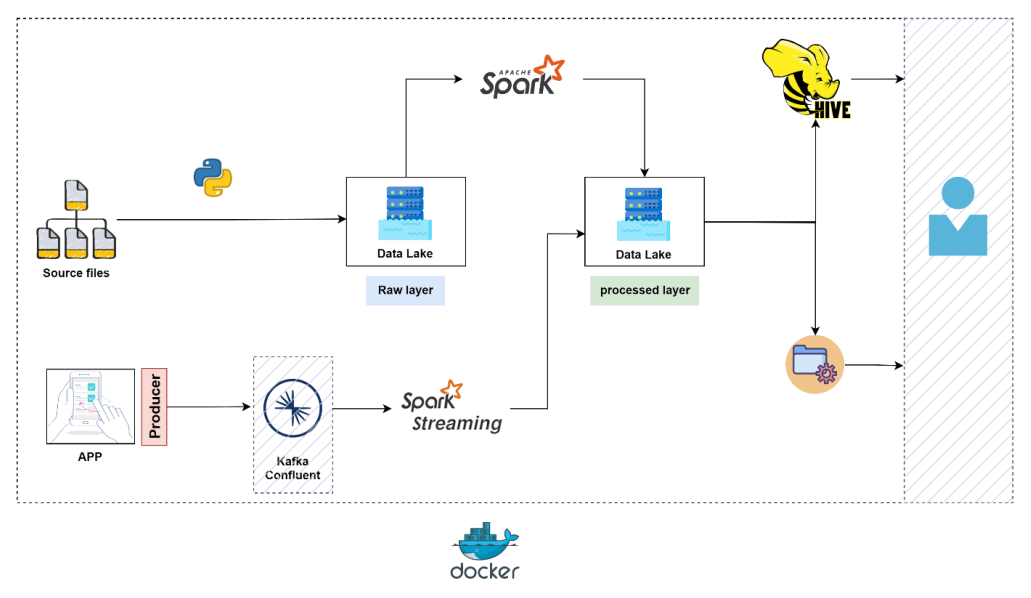 APACHE
Spark
HIVE
Source files
Data Lake
Data Lake
Raw layer
processed layer
Producer
APP
Kafka
Confluent
Spark
Streaming
docker